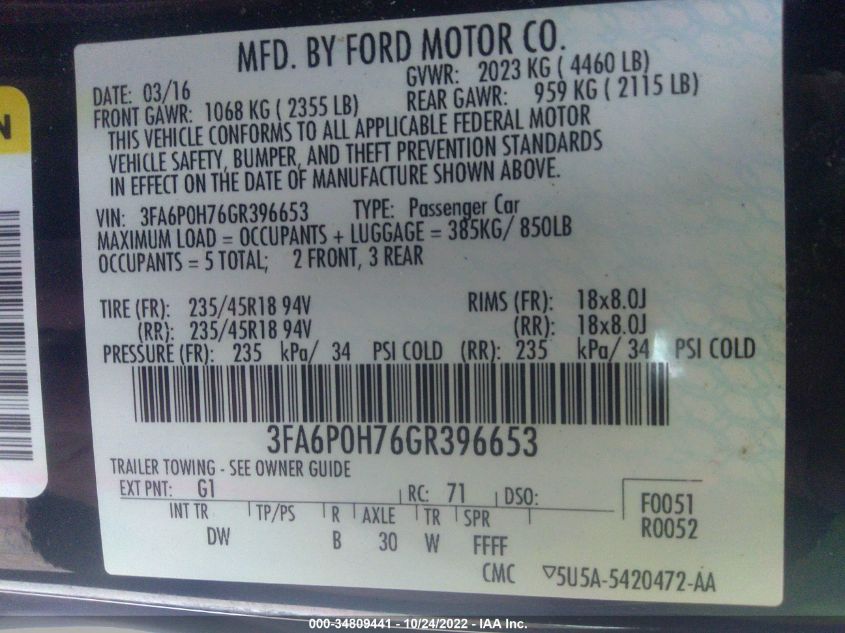 MFD. BY FORD MOTOR CO.
DATE: 03/16 GVWR: 2023 KG ( 4460 LB)
FRONT GAWR: 1068 KG ( 2355 LB) REAR GAWR: 959 KG ( 2115 LB)
THIS VEHICLE CONFORMS TO ALL APPLICABLE FEDERAL MOTOR
VEHICLE SAFETY, BUMPER, AND THEFT PREVENTION STANDARDS
IN EFFECT ON THE DATE OF MANUFACTURE SHOWN ABOVE.
VIN: 3FA6P0H76GR396653 TYPE: Passenger Car
MAXIMUM LOAD = OCCUPANTS + LUGGAGE = 385KG/ 850LB
OCCUPANTS = 5 TOTAL; 2 FRONT, 3 REAR
TIRE (FR): 235/45R18 94V RIMS (FR): 18x8.0J
(RR): 235/45R18 94V (RR): 18x8.0J
PRESSURE (FR): 235 kPa/ 34 PSI COLD (RR): 235 kPa/ 34 PSI COLD
3FA6P0H76GR396653
TRAILER TOWING - SEE OWNER GUIDE
EXT PNT: G1 RC: 71 DSO:
INT TR TP/PS R AXLE TR SPR
DW B 30 W FFFF
F0051
R0052
CMC ▽5U5A-5420472-AA
N
000-34809441 - 10/24/2022 - IAA Inc.